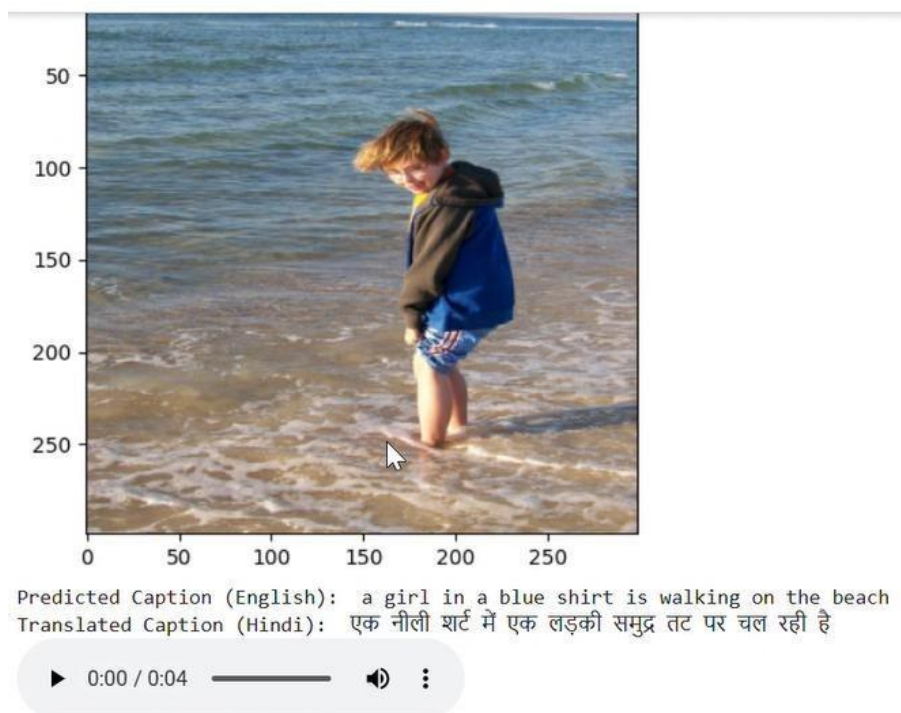 50
100
150
200
250
0 50 100 150 200 250
Predicted Caption (English): a girl in a blue shirt is walking on the beach
Translated Caption (Hindi): एक नीली शर्ट में एक लड़की समुद्र तट पर चल रही है
0:00 / 0:04